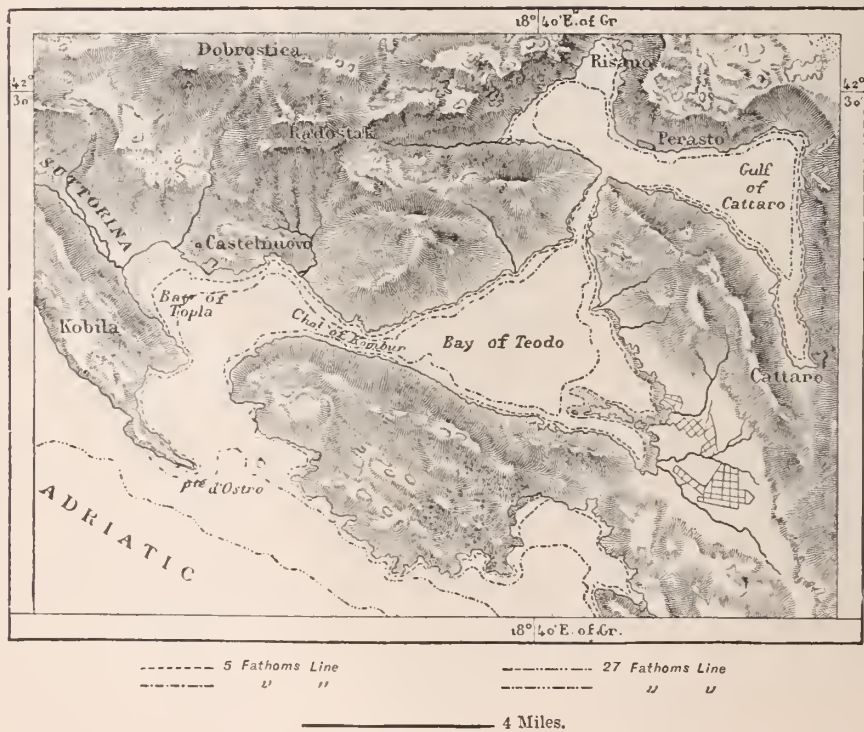 18° 40' E. of Gr
Dobrostica
Risano
42°
30
42°
30
Radostak
Perasto
Gulf
of
Cattaro
SUTTORINA
Castelnuovo
Bay of
Topla
Kobila
Chal of Kombur
Bay of Teodo
Cattaro
pte d'Ostro
ADRIATIC
18° 40' E. of Gr.
5 Fathoms Line
27 Fathoms Line
" "
4 Miles.